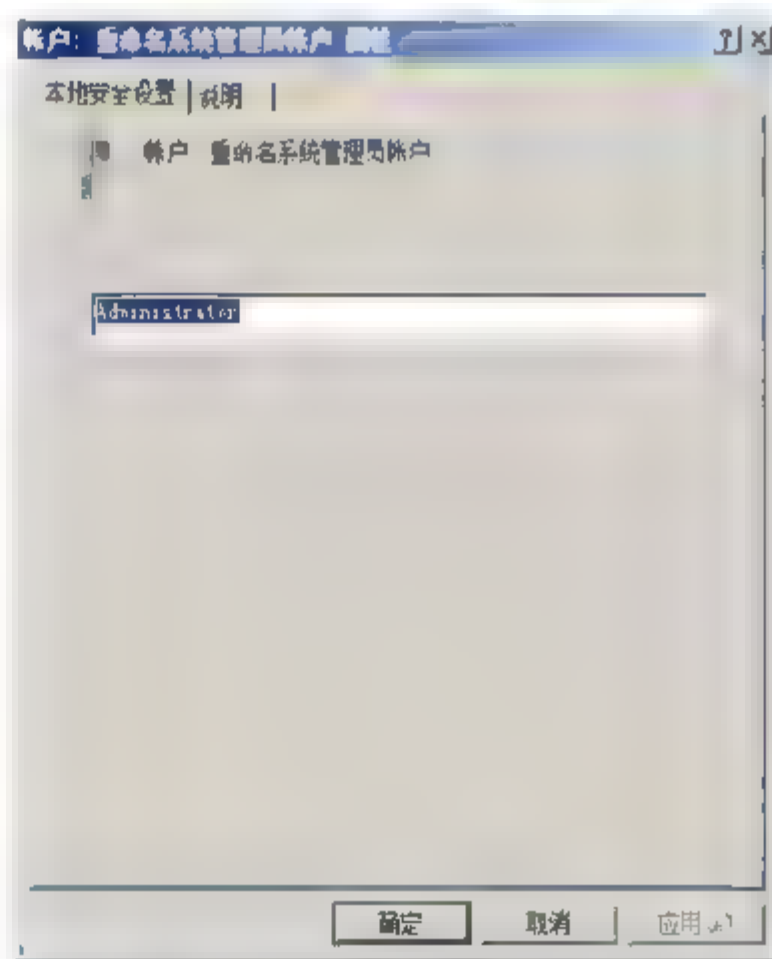 帐户: 重命名系统管理员帐户 属性
本地安全设置 说明
帐户 重命名系统管理员帐户
Administrator
确定 取消 应用